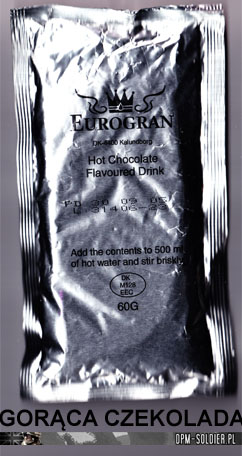 EUROGRAN
DK-4400 Kalundborg
Hot Chocolate
Flavoured Drink
Add the contents to 500 ml
of hot water and stir briskly
DK
M128
EEC
60G
GORĄCA CZEKOLADA
DPM-SOLDIER.PL